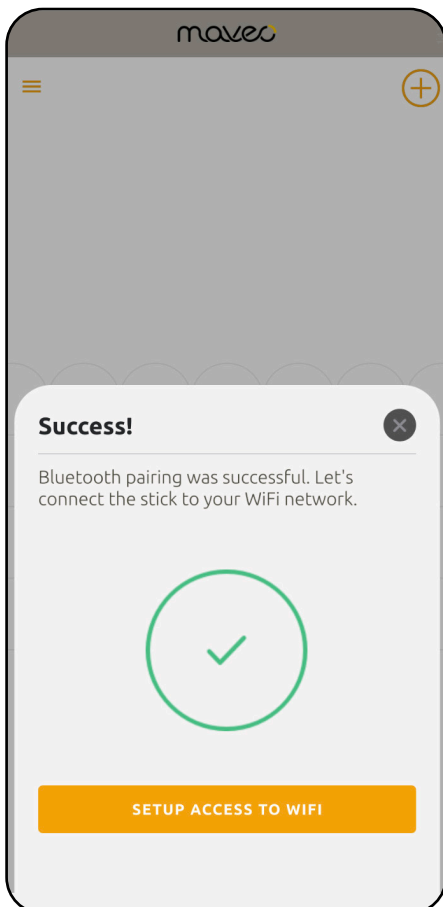 maveo
Success!
Bluetooth pairing was successful. Let's
connect the stick to your WiFi network.
SETUP ACCESS TO WIFI